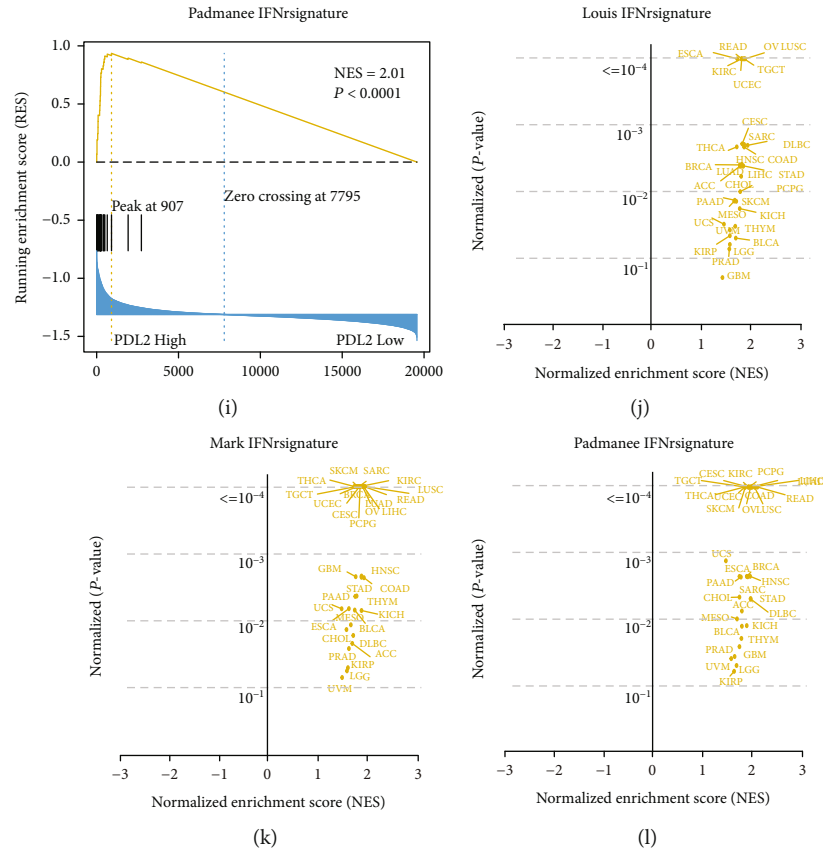 Padmanee IFNrsignature
1.0
0.5
0.0
−0.5
−1.0
−1.5
Running enrichment score (RES)
NES = 2.01
P < 0.0001
Zero crossing at 7795
Peak at 907
PDL2 High
PDL2 Low
0
5000
10000
15000
20000
(i)
Louis IFNrsignature
READ
OV LUSC
ESCA
<=10−4
KIRC
TGCT
UCEC
10−3
CESC
SARC
THCA
DLBC
HNSC COAD
BRCA
LUAD
LIHC
STAD
ACC
CHOL
PCPG
10−2
PAAD
SKCM
MESO
KICH
UCS
UVM
THYM
BLCA
KIRP
LGG
PRAD
10−1
GBM
Normalized (P-value)
−3
−2
−1
0
1
2
3
Normalized enrichment score (NES)
(j)
Mark IFNrsignature
SKCM
SARC
THCA
KIRC
<=10−4
TGCT
BRCA
LUSC
UCEC
LUAD
READ
CESC
OV LIHC
PCPG
10−3
GBM
HNSC
STAD
COAD
PAAD
THYM
UCS
MESO
KICH
10−2
ESCA
BLCA
CHOL
DLBC
PRAD
ACC
KIRP
LGG
10−1
UVM
Normalized (P-value)
−3
−2
−1
0
1
2
3
Normalized enrichment score (NES)
(k)
Padmanee IFNrsignature
CESC
KIRC
PCPG
TGCT
<=10−4
THCA
UCEC
COAD
READ
SKCM
OV
LUSC
10−3
UCS
ESCA
BRCA
PAAD
HNSC
SARC
CHOL
STAD
ACC
DLBC
MESO
10−2
KICH
BLCA
THYM
PRAD
GBM
UVM
LGG
KIRP
10−1
Normalized (P-value)
−3
−2
−1
0
1
2
3
Normalized enrichment score (NES)
(l)